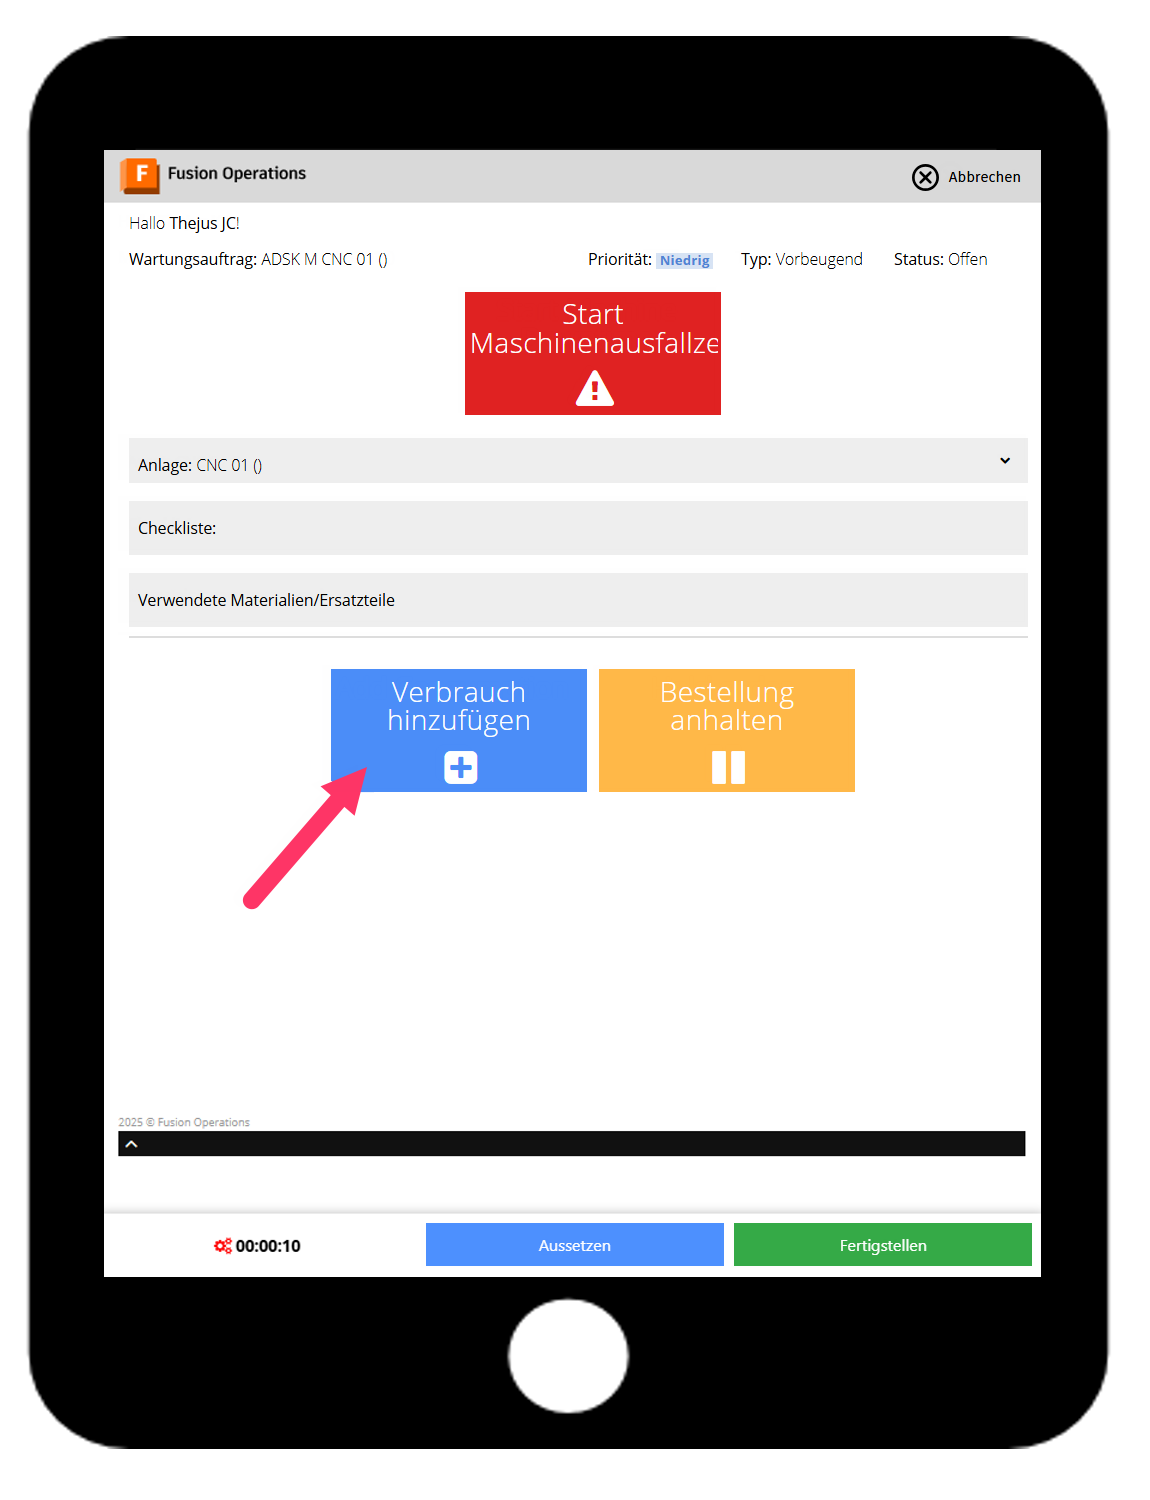 F Fusion Operations
Abbrechen
Hallo Thejus JC!
Wartungsauftrag: ADSK M CNC 01 ()
Priorität: Niedrig
Typ: Vorbeugend
Status: Offen
Start
Maschinenausfallze
Anlage: CNC 01 ()
Checkliste:
Verwendete Materialien/Ersatzteile
Verbrauch
hinzufügen
Bestellung
anhalten
2025 © Fusion Operations
00:00:10
Aussetzen
Fertigstellen